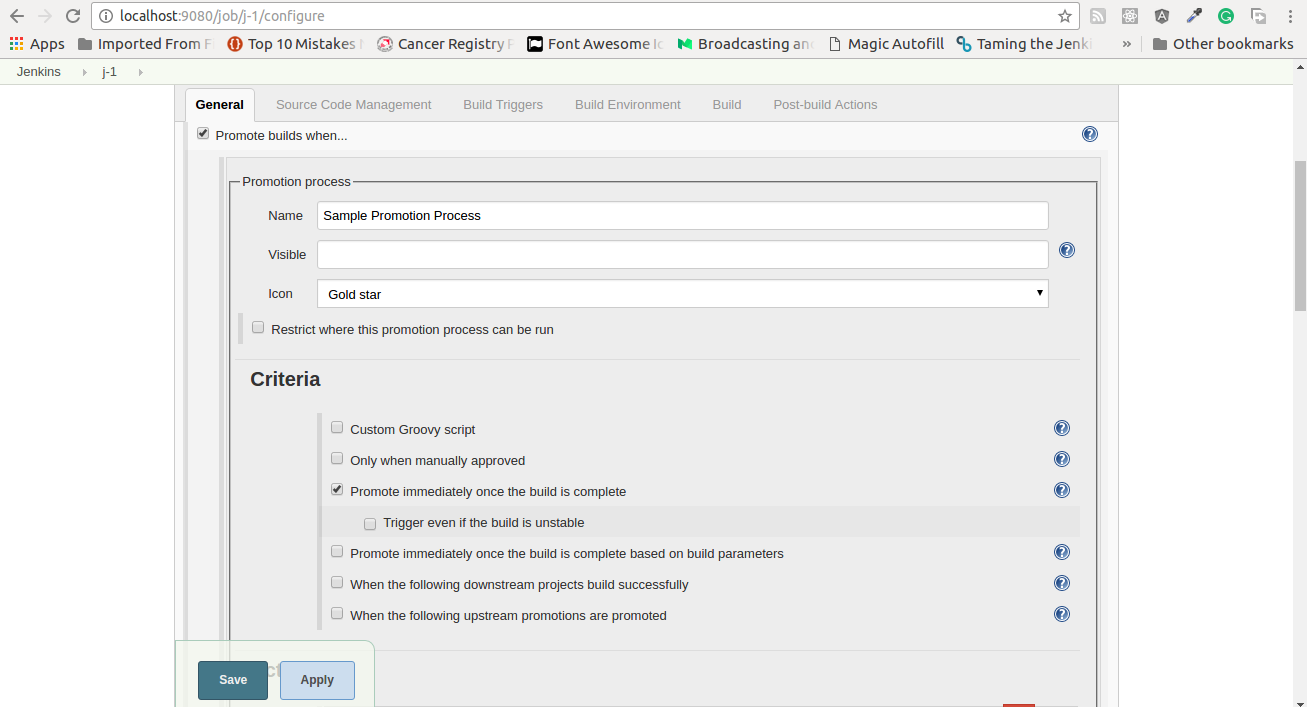 localhost:9080/job/j-1/configure
Apps Imported From Top 10 Mistakes Cancer Registry Font Awesome Broadcasting and Magic Autofill Taming the Jenki » Other bookmarks
Jenkins j-1
General Source Code Management Build Triggers Build Environment Build Post-build Actions
Promote builds when...
Promotion process
Name Sample Promotion Process
Visible
Icon Gold star
Restrict where this promotion process can be run
Criteria
Custom Groovy script
Only when manually approved
Promote immediately once the build is complete
Trigger even if the build is unstable
Promote immediately once the build is complete based on build parameters
When the following downstream projects build successfully
When the following upstream promotions are promoted
Save Apply